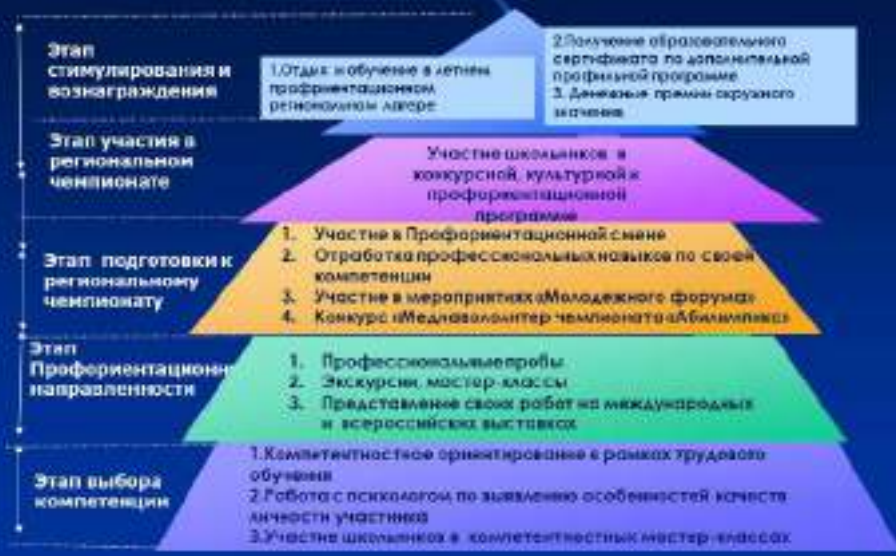 Этап
стимулирования и
вознаграждения
1.Отдых и обучение в летнем
профориентационном
региональном лагере
2.Получение образовательного
сертификата по дополнительной
профильной программе
3. Денежные премии окружного
значения
Этап участия в
региональном
чемпионате
Участие школьников в
конкурсной, культурной и
профориентационной
программе
Этап подготовки к
региональному
чемпионату
1. Участие в Профориентационной смене
2. Отработка профессиональных навыков по своей
компетенции
3. Участие в мероприятиях «Молодежного форума»
4. Конкурс «Медиаволонтер чемпионата «Абилимпикс»
Этап
Профориентационн
направленности
1. Профессиональные пробы
2. Экскурсии, мастер-классы
3. Представление своих работ на международных
и всероссийских выставках
Этап выбора
компетенции
1.Компетентностное ориентирование в рамках трудового
обучения
2.Работа с психологом по выявлению особенностей качеств
личности участника
3.Участие школьников в компетентностных мастер-классах